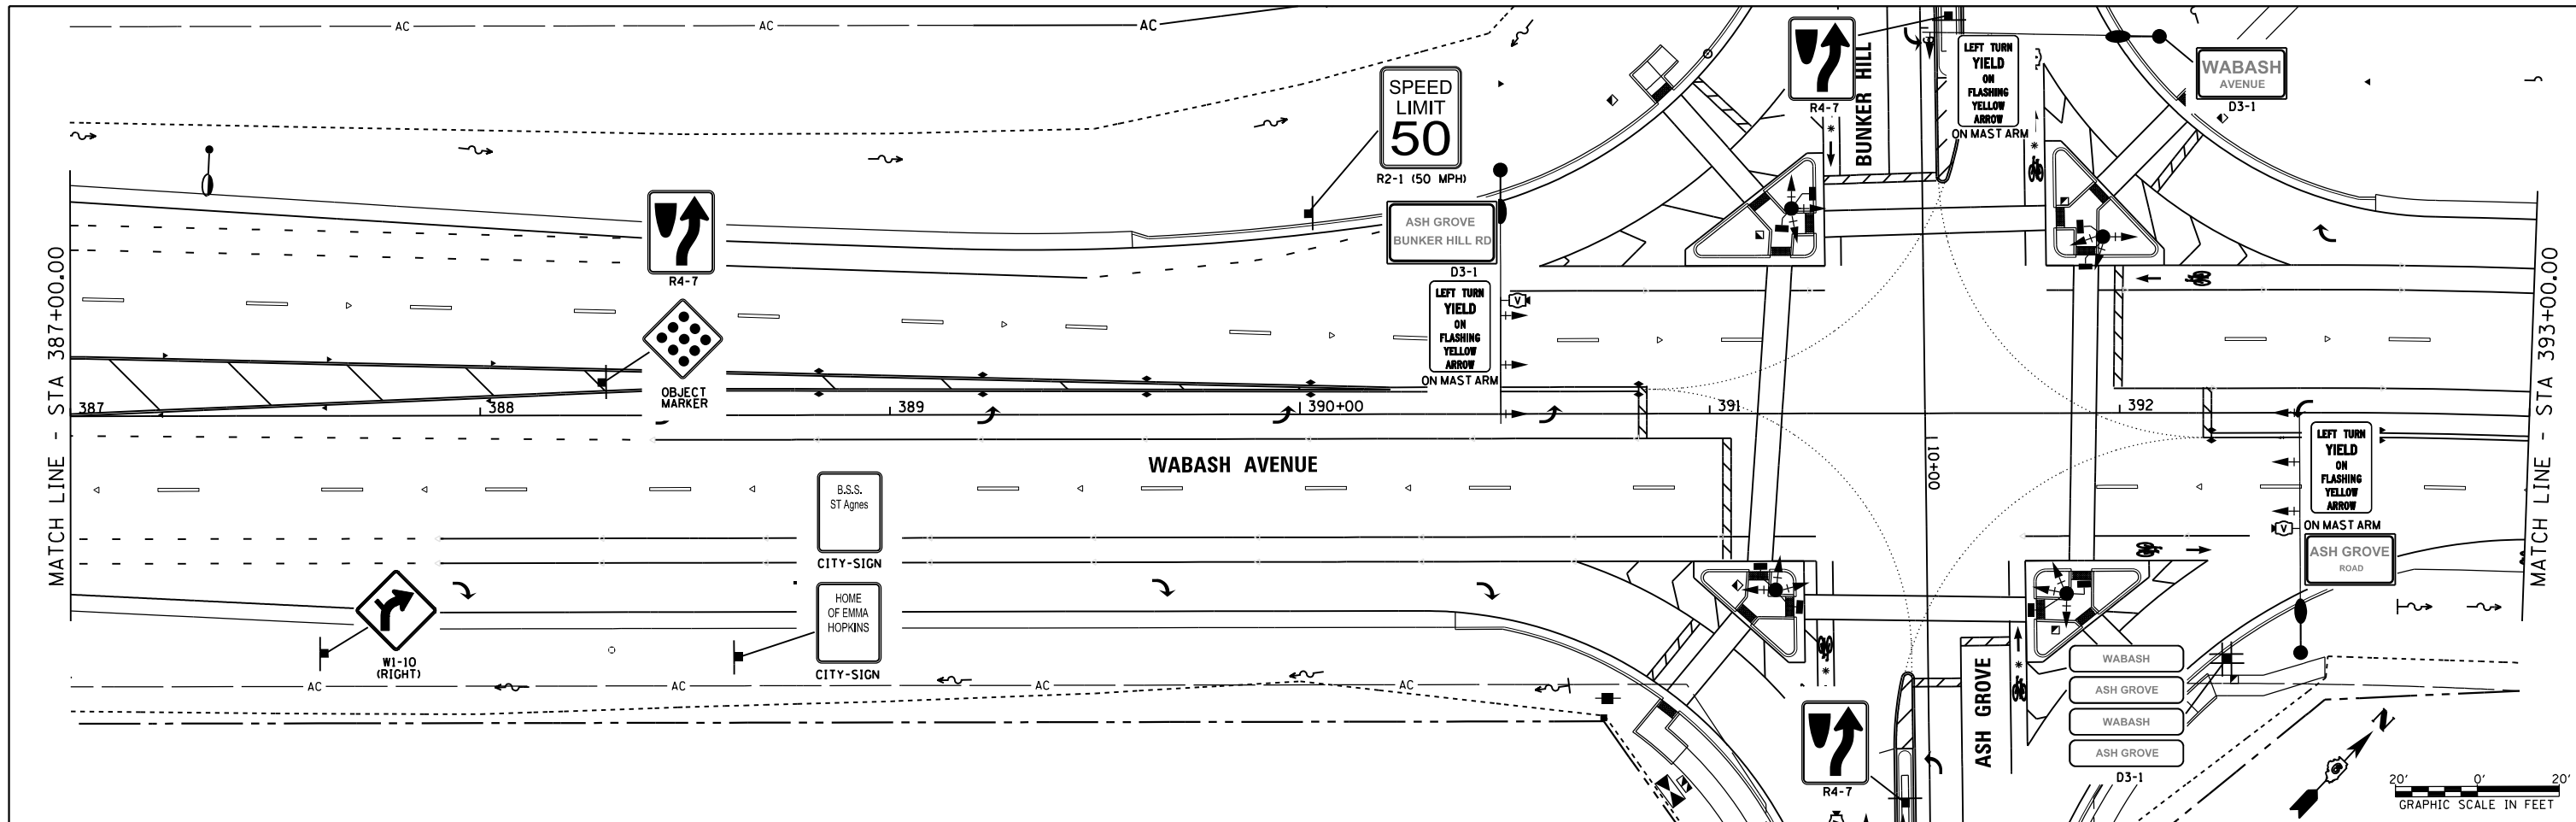 AC
AC
AC
MATCH LINE - STA 387+00.00
R4-7
OBJECT
MARKER
SPEED
LIMIT
50
R2-1 (50 MPH)
ASH GROVE
BUNKER HILL RD
D3-1
LEFT TURN
YIELD
ON
FLASHING
YELLOW
ARROW
ON MAST ARM
V
R4-7
BUNKER HILL
LEFT TURN
YIELD
ON
FLASHING
YELLOW
ARROW
ON MAST ARM
WABASH
AVENUE
D3-1
387
388
389
390+00
391
392
10+00
WABASH AVENUE
B.S.S.
ST Agnes
CITY-SIGN
HOME
OF EMMA
HOPKINS
CITY-SIGN
W1-10
(RIGHT)
AC
AC
AC
AC
R4-7
ASH GROVE
LEFT TURN
YIELD
ON
FLASHING
YELLOW
ARROW
ON MAST ARM
V
ASH GROVE
ROAD
WABASH
ASH GROVE
WABASH
ASH GROVE
D3-1
MATCH LINE - STA 393+00.00
N
20' 0' 20'
GRAPHIC SCALE IN FEET